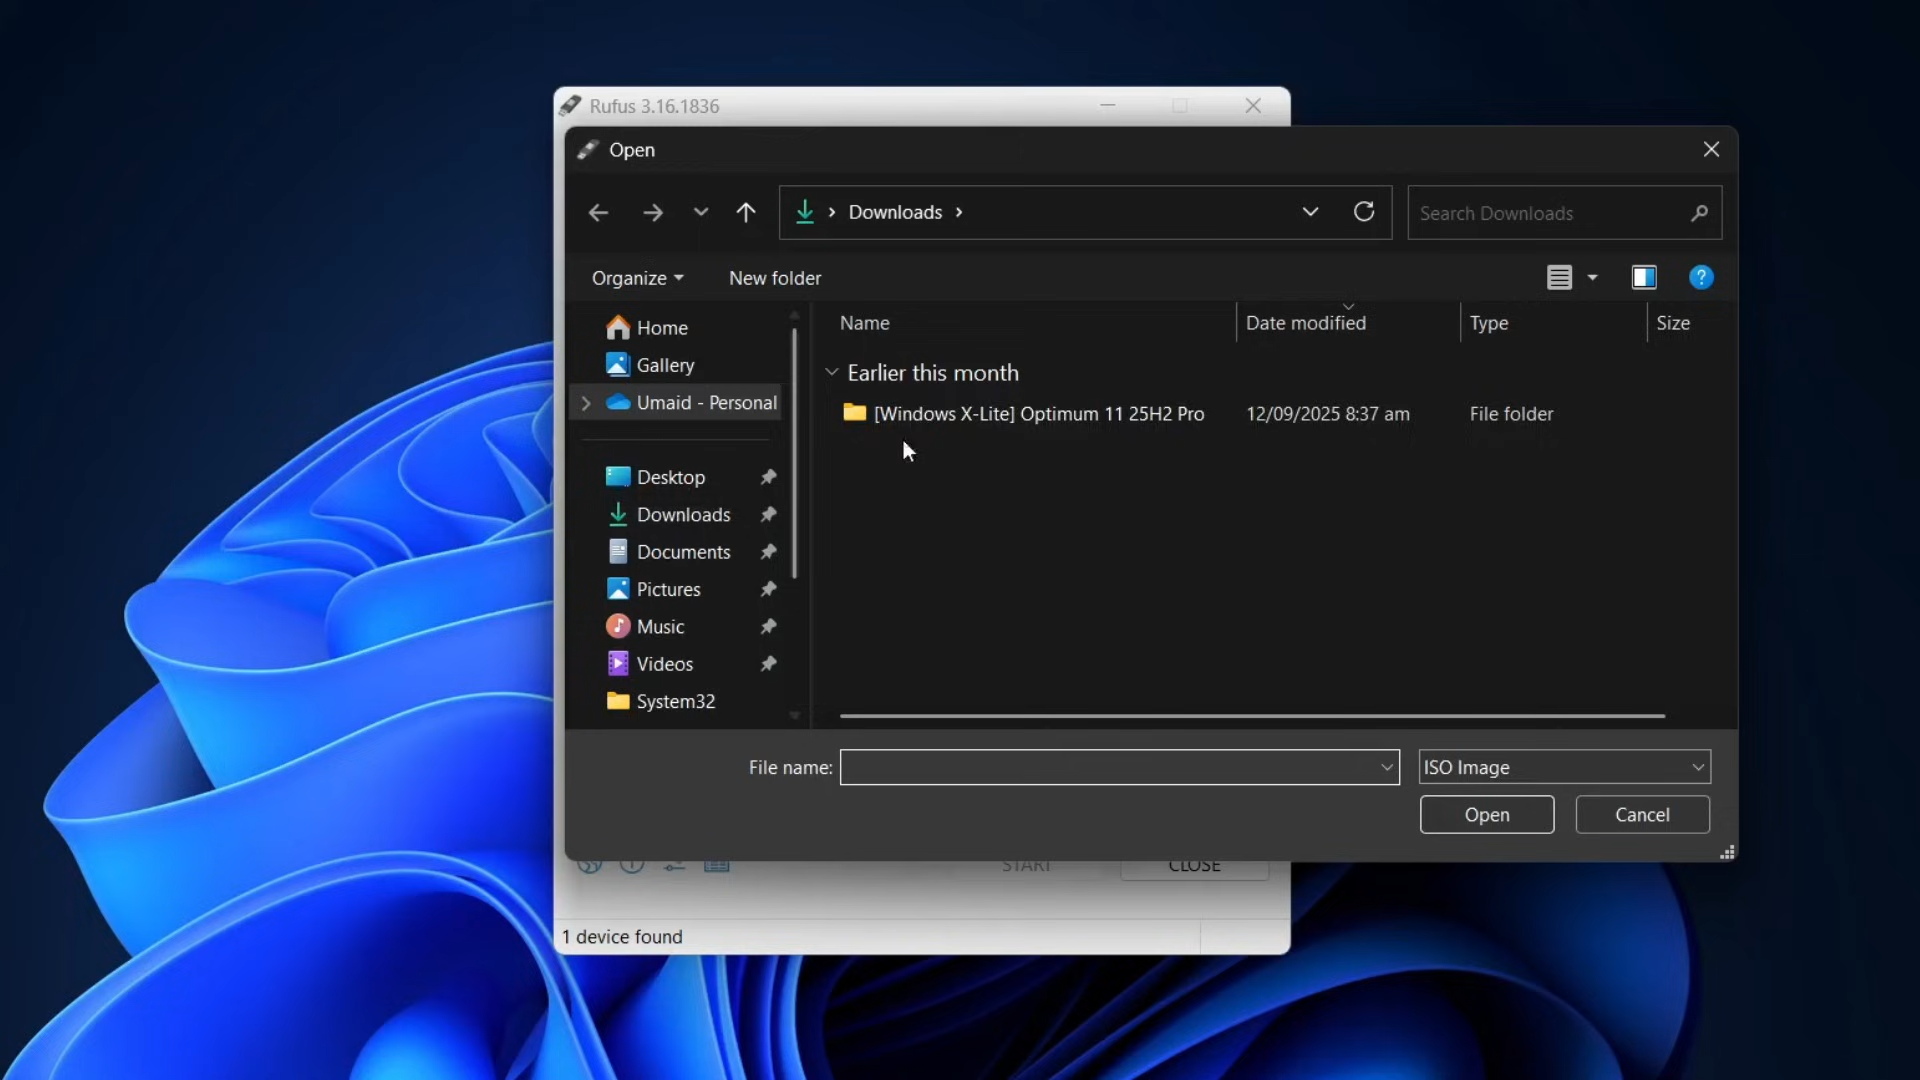 Rufus 3.16.1836
Open
Downloads
Search Downloads
Organize
New folder
Name
Date modified
Type
Size
Home
Gallery
Umaid - Personal
Earlier this month
[Windows X-Lite] Optimum 11 25H2 Pro
12/09/2025 8:37 am
File folder
Desktop
Downloads
Documents
Pictures
Music
Videos
System32
File name:
ISO Image
Open
Cancel
START
CLOSE
1 device found